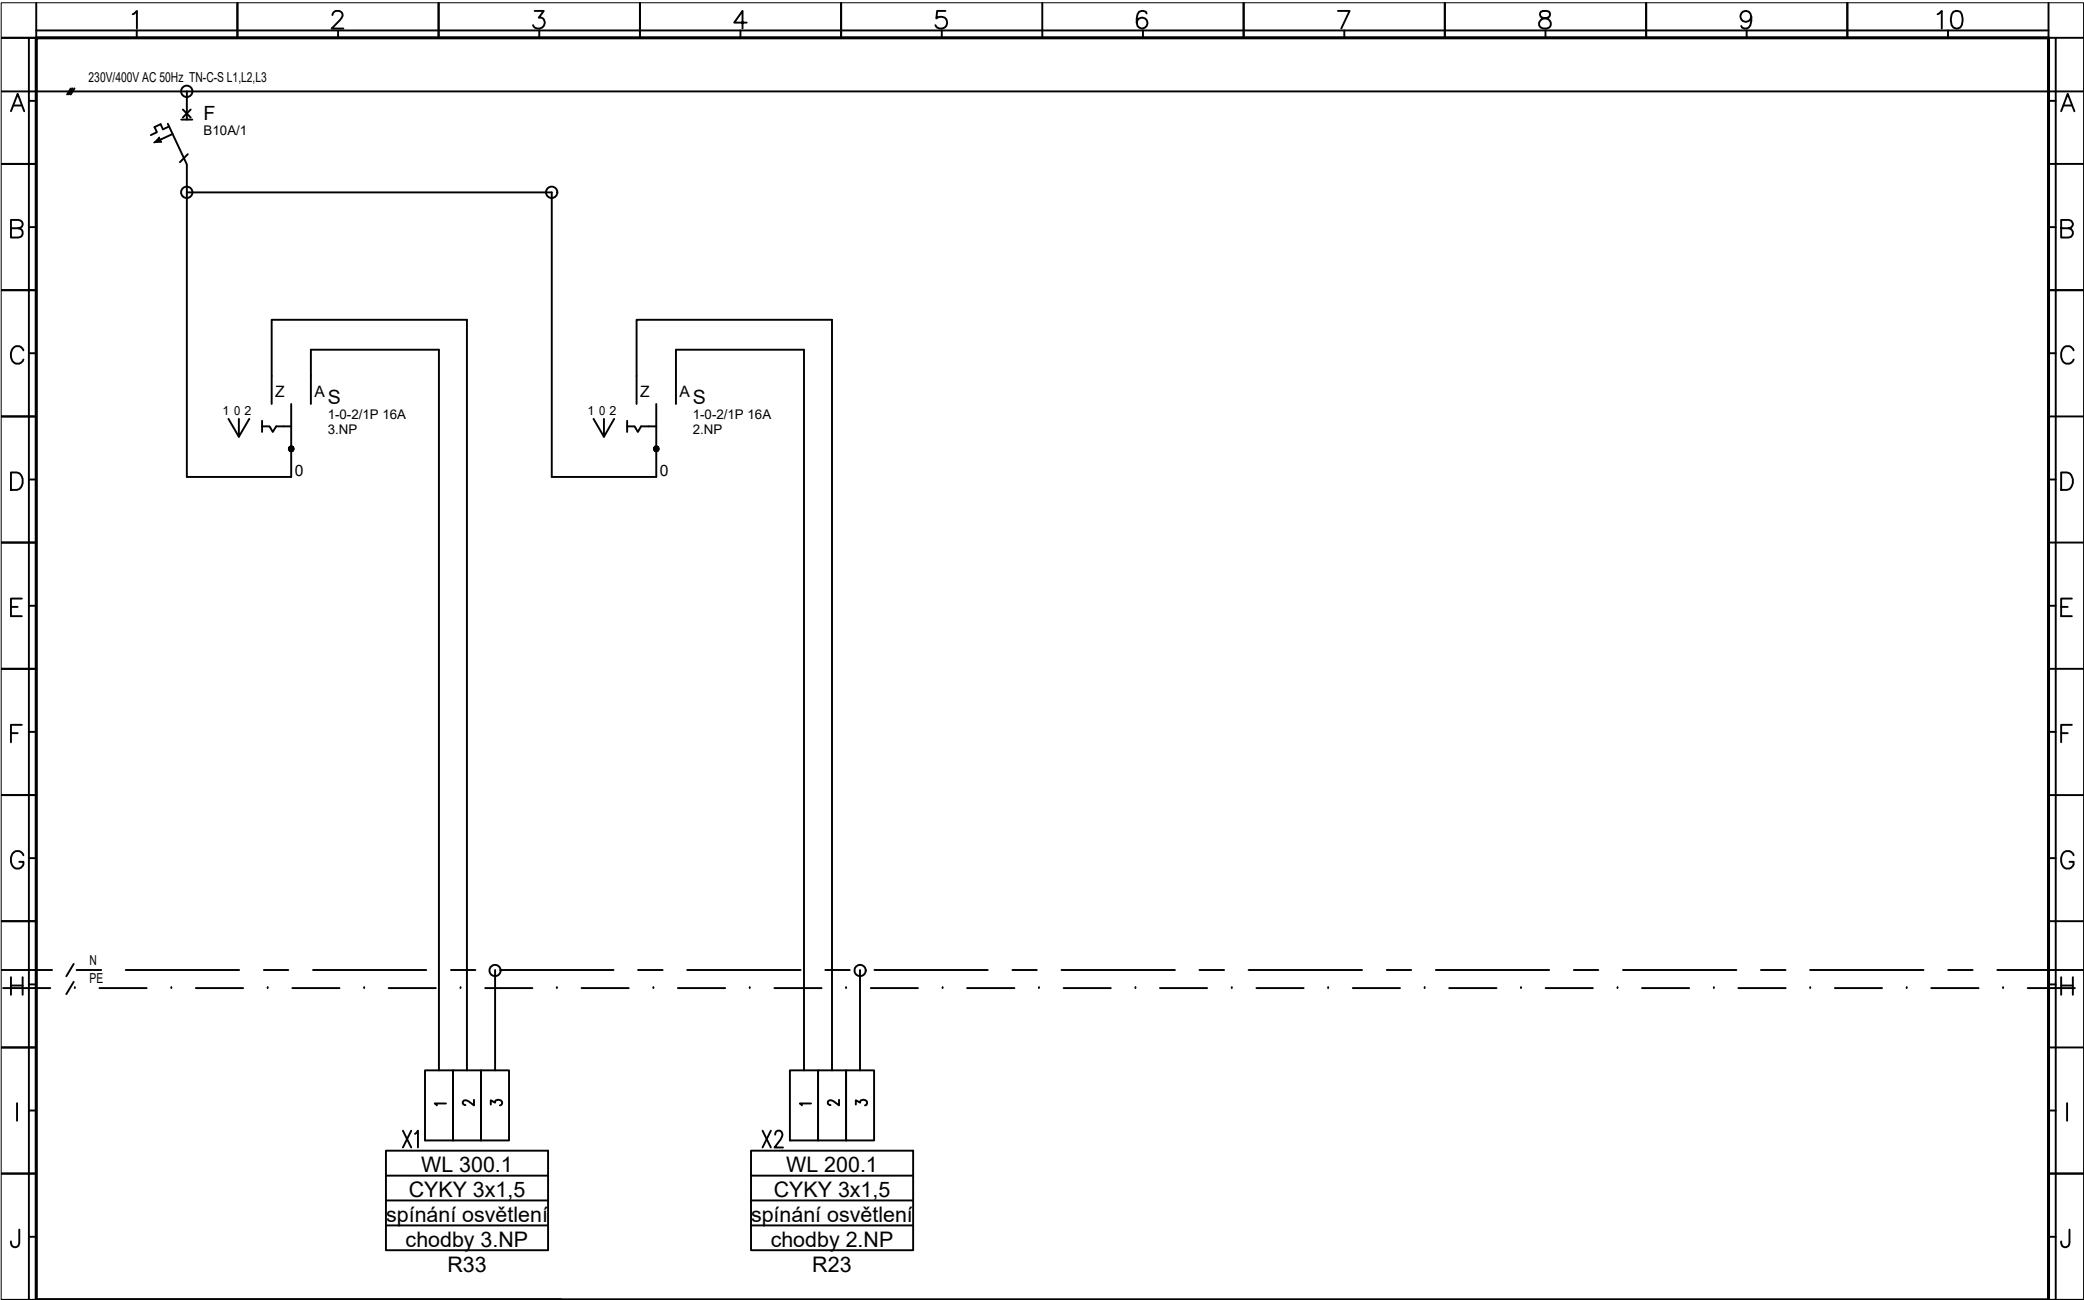 1 2 3 4 5 6 7 8 9 10
230V/400V AC 50Hz TN-C-S L1,L2,L3
A A
F
B10A/1
B B
C C
Z A S Z A S
1 0 2 1-0-2/1P 16A 1 0 2 1-0-2/1P 16A
3.NP 2.NP
0 0
D D
E E
F F
G G
N
PE
H H
1 2 3 1 2 3
I I
X1 X2
WL 300.1 WL 200.1
CYKY 3x1,5 CYKY 3x1,5
spínání osvětlení spínání osvětlení
chodby 3.NP chodby 2.NP
J J
R33 R23